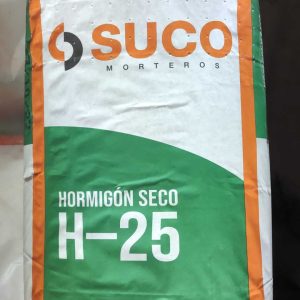 SUCO
MORTEROS
HORMIGÓN SECO
H-25